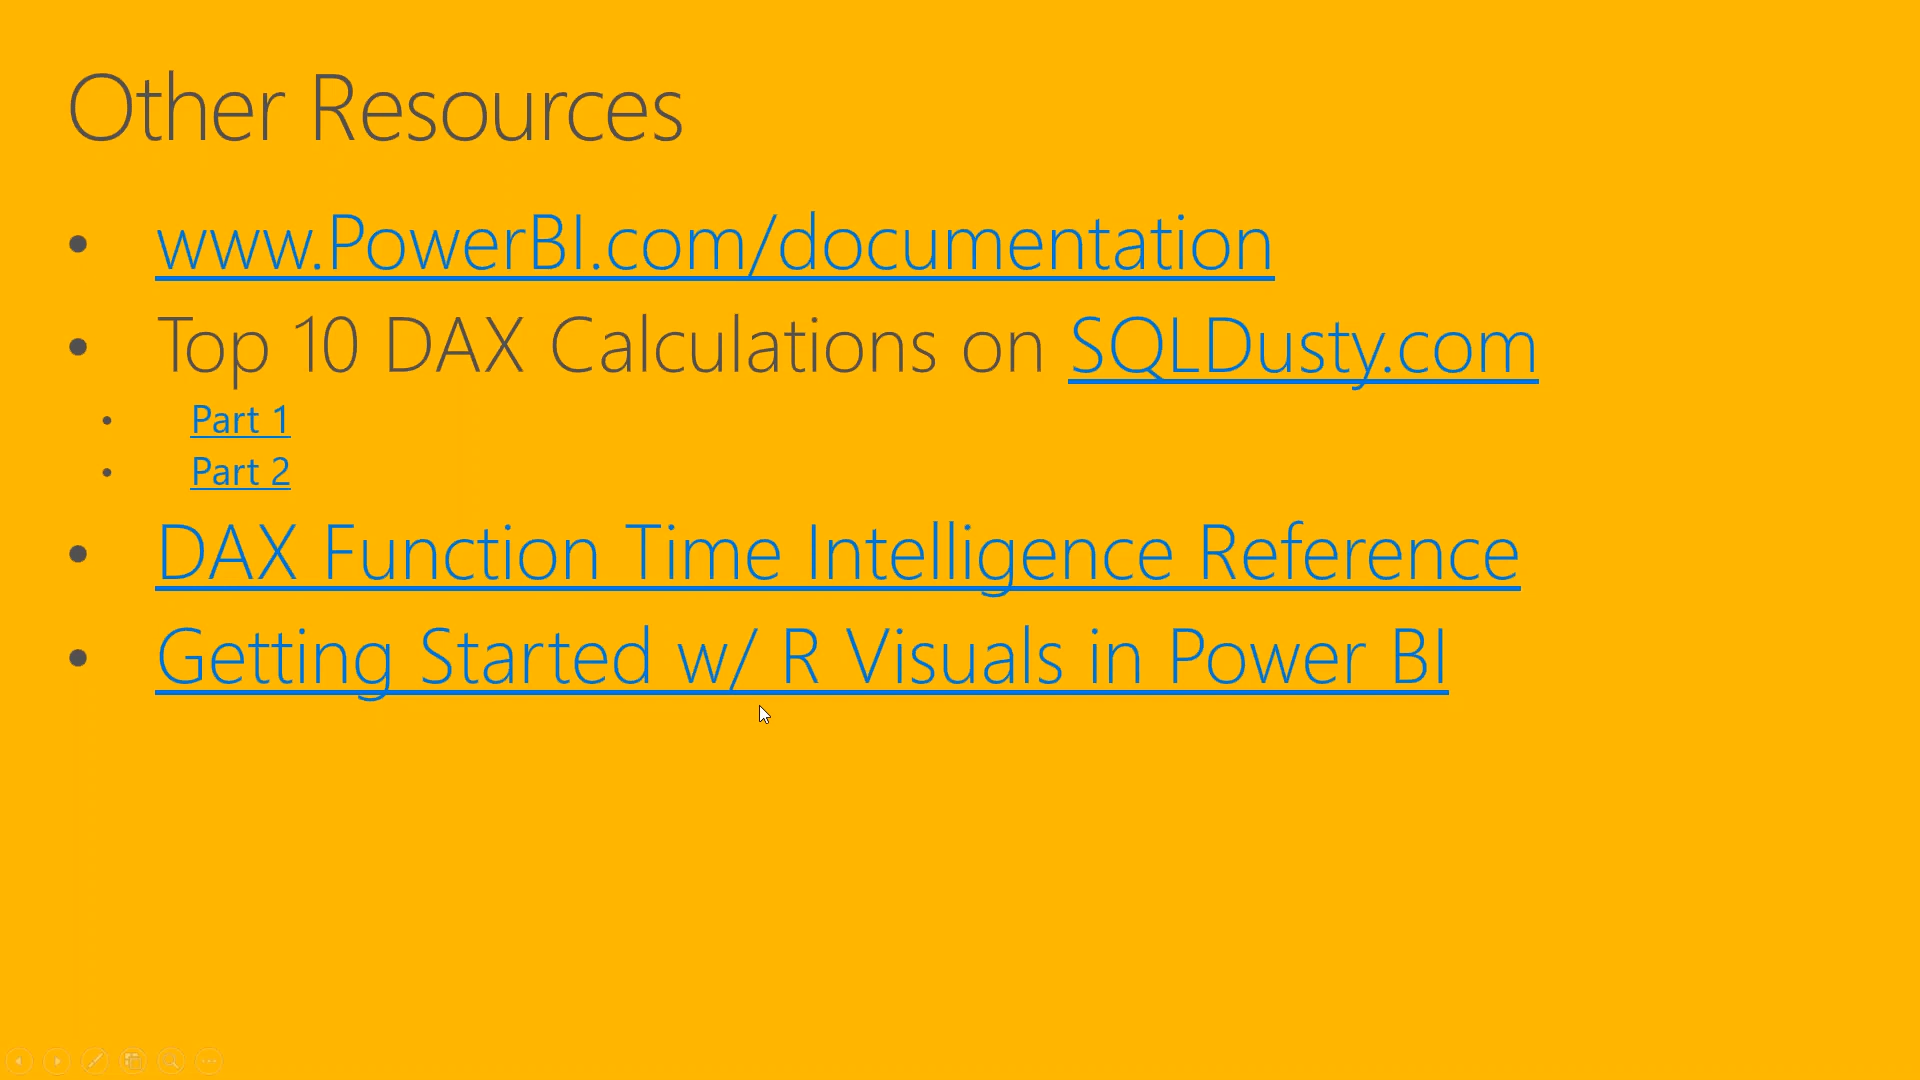 Other Resources
www.PowerBI.com/documentation
Top 10 DAX Calculations on SQLDusty.com
Part 1
Part 2
DAX Function Time Intelligence Reference
Getting Started w/ R Visuals in Power BI